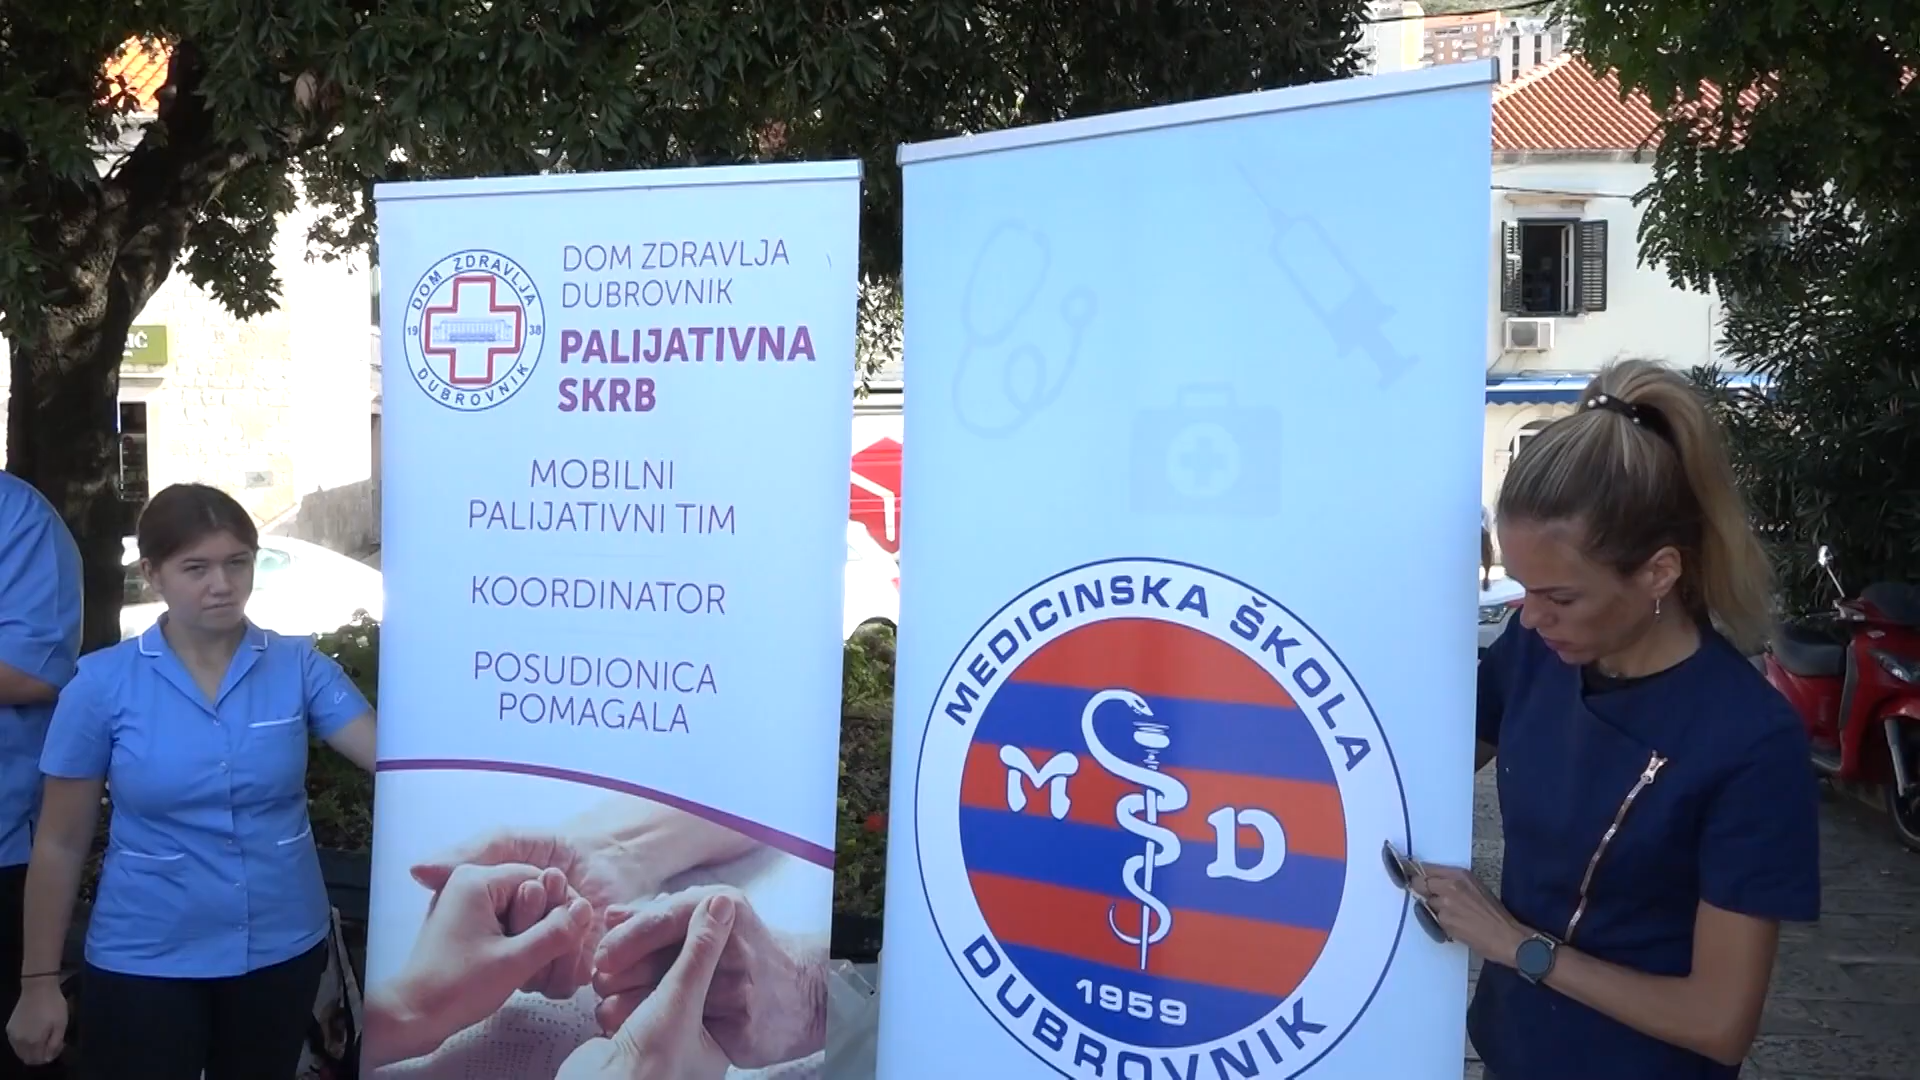 DOM ZDRAVLJA
19 38
DUBROVNIK
DOM ZDRAVLJA
DUBROVNIK
PALIJATIVNA
SKRB
MOBILNI
PALIJATIVNI TIM
KOORDINATOR
POSUDIONICA
POMAGALA
MEDICINSKA ŠKOLA
M D
1959
DUBROVNIK